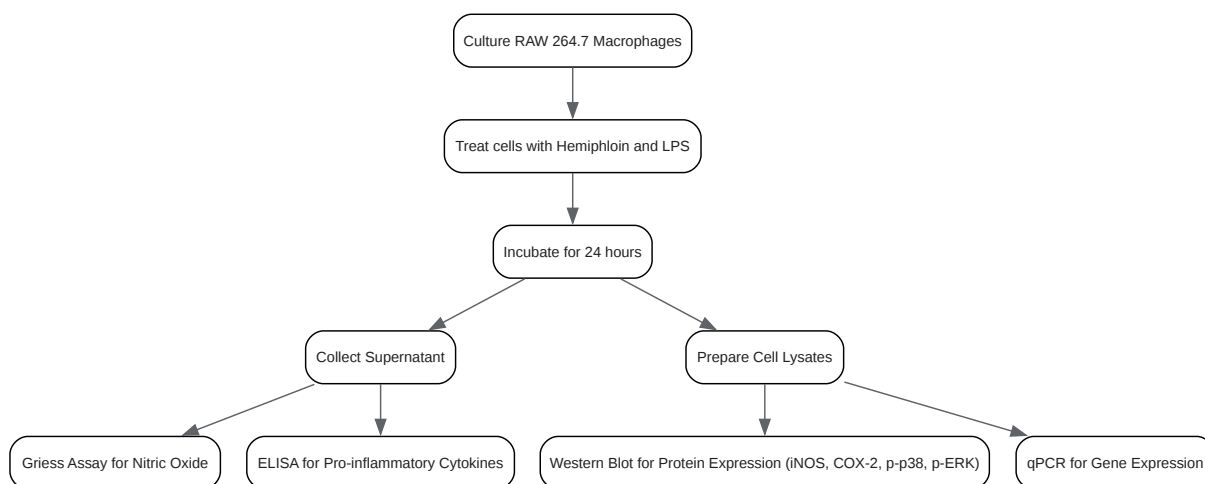 Culture RAW 264.7 Macrophages
Treat cells with Hemiphloin and LPS
Incubate for 24 hours
Collect Supernatant
Prepare Cell Lysates
Griess Assay for Nitric Oxide
ELISA for Pro-inflammatory Cytokines
Western Blot for Protein Expression (iNOS, COX-2, p-p38, p-ERK)
qPCR for Gene Expression